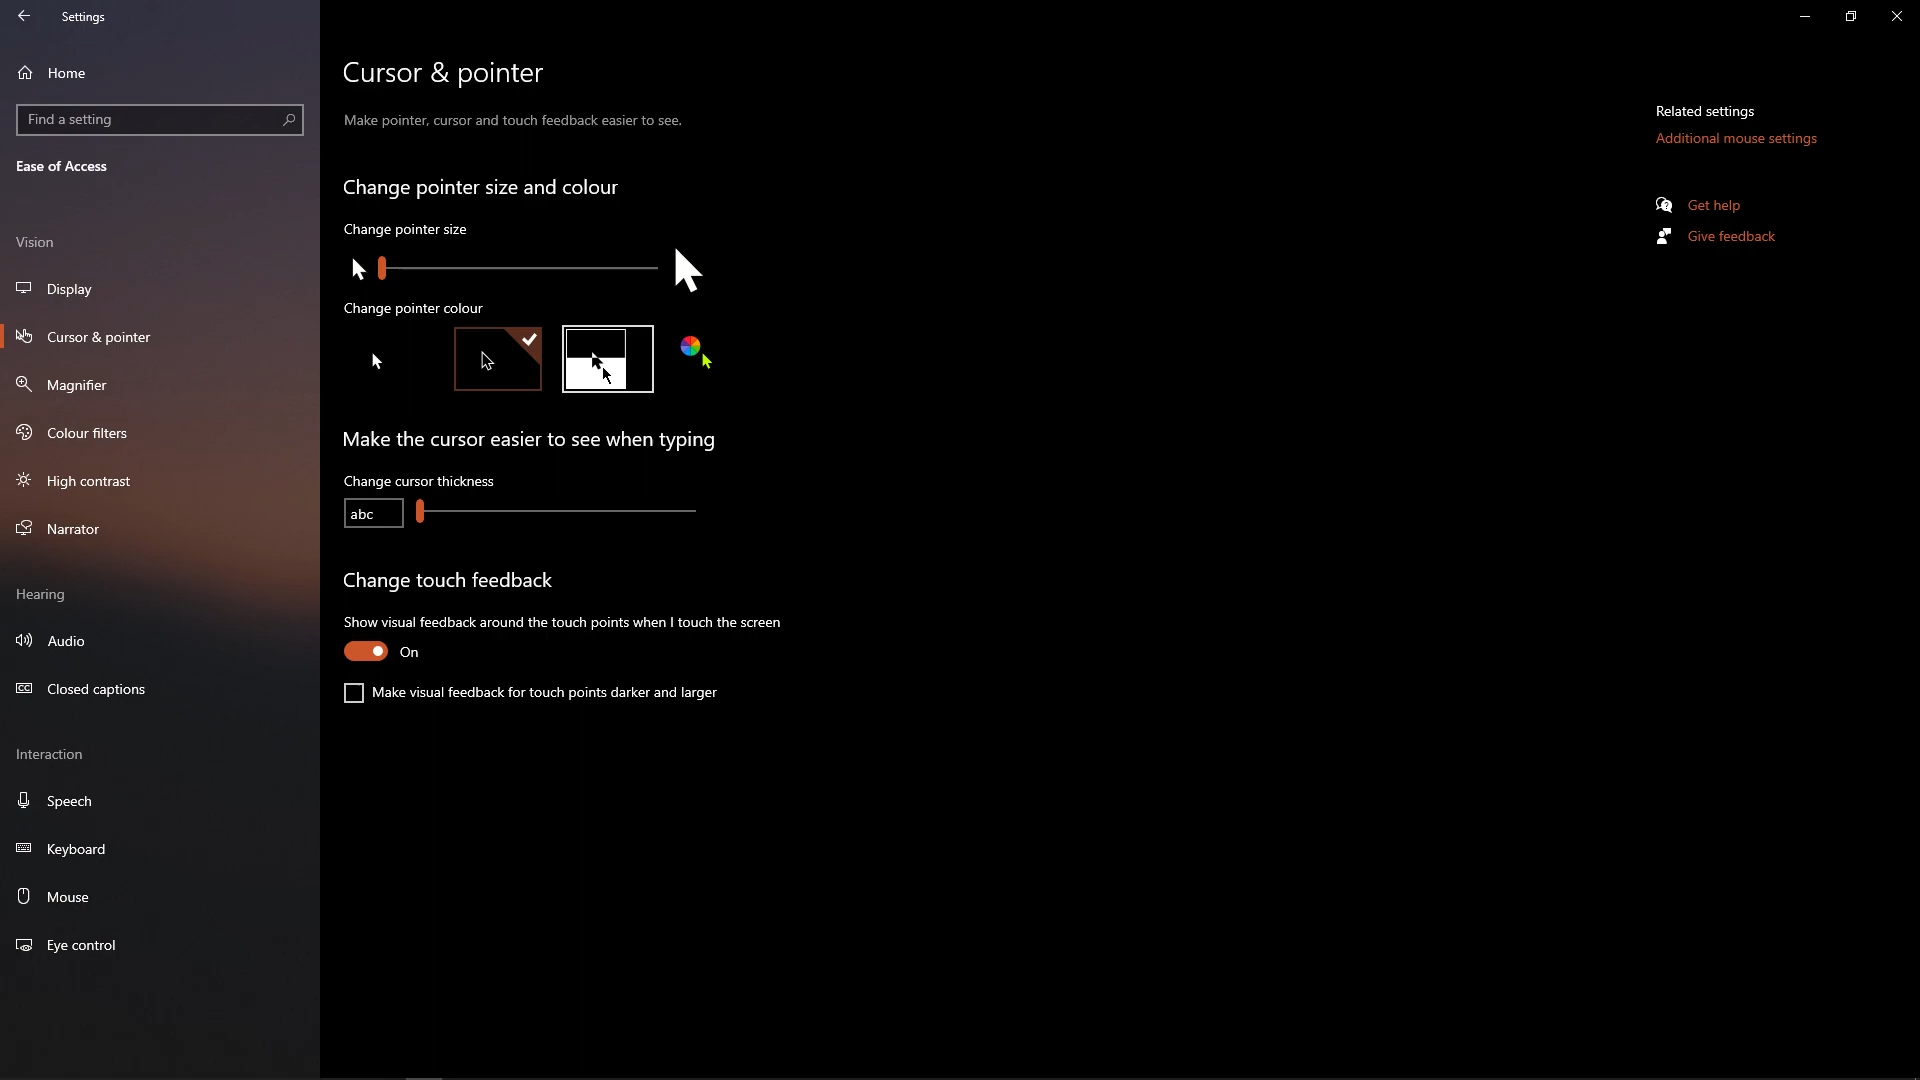 Settings
Home
Find a setting
Ease of Access
Vision
Display
Cursor & pointer
Magnifier
Colour filters
High contrast
Narrator
Hearing
Audio
Closed captions
Interaction
Speech
Keyboard
Mouse
Eye control
Cursor & pointer
Make pointer, cursor and touch feedback easier to see.
Change pointer size and colour
Change pointer size
Change pointer colour
Make the cursor easier to see when typing
Change cursor thickness
abc
Change touch feedback
Show visual feedback around the touch points when I touch the screen
On
Make visual feedback for touch points darker and larger
Related settings
Additional mouse settings
Get help
Give feedback